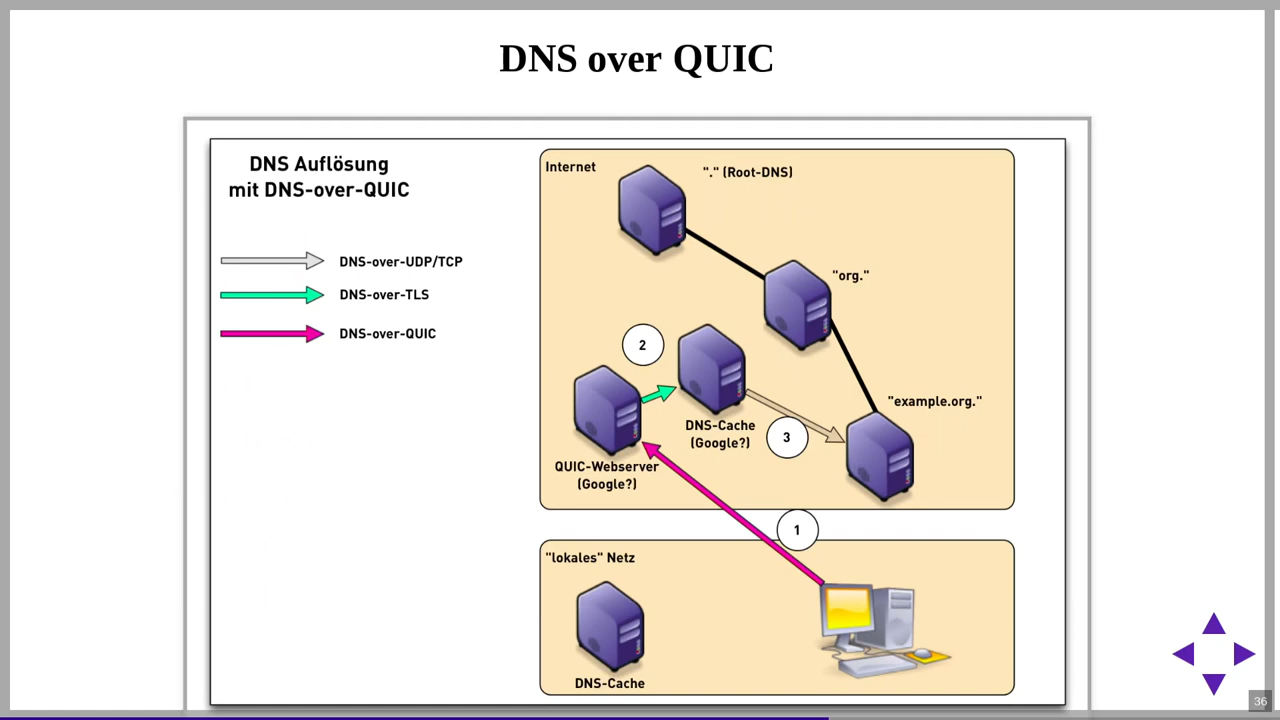 DNS over QUIC
DNS Auflösung
mit DNS-over-QUIC
DNS-over-UDP/TCP
DNS-over-TLS
DNS-over-QUIC
Internet
"." (Root-DNS)
"org."
"example.org."
2
DNS-Cache
(Google?)
3
QUIC-Webserver
(Google?)
1
"lokales" Netz
DNS-Cache
36